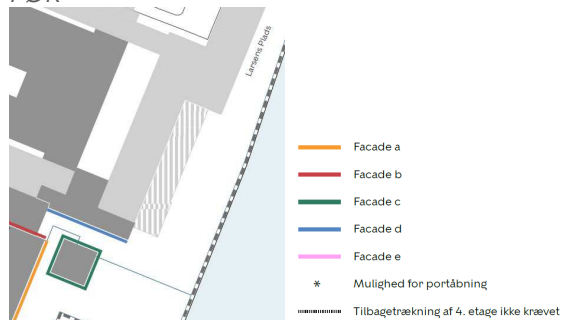 Larsens Plads
Facade a
Facade b
Facade c
Facade d
Facade e
* Mulighed for portåbning
Tilbagetrækning af 4. etage ikke krævet